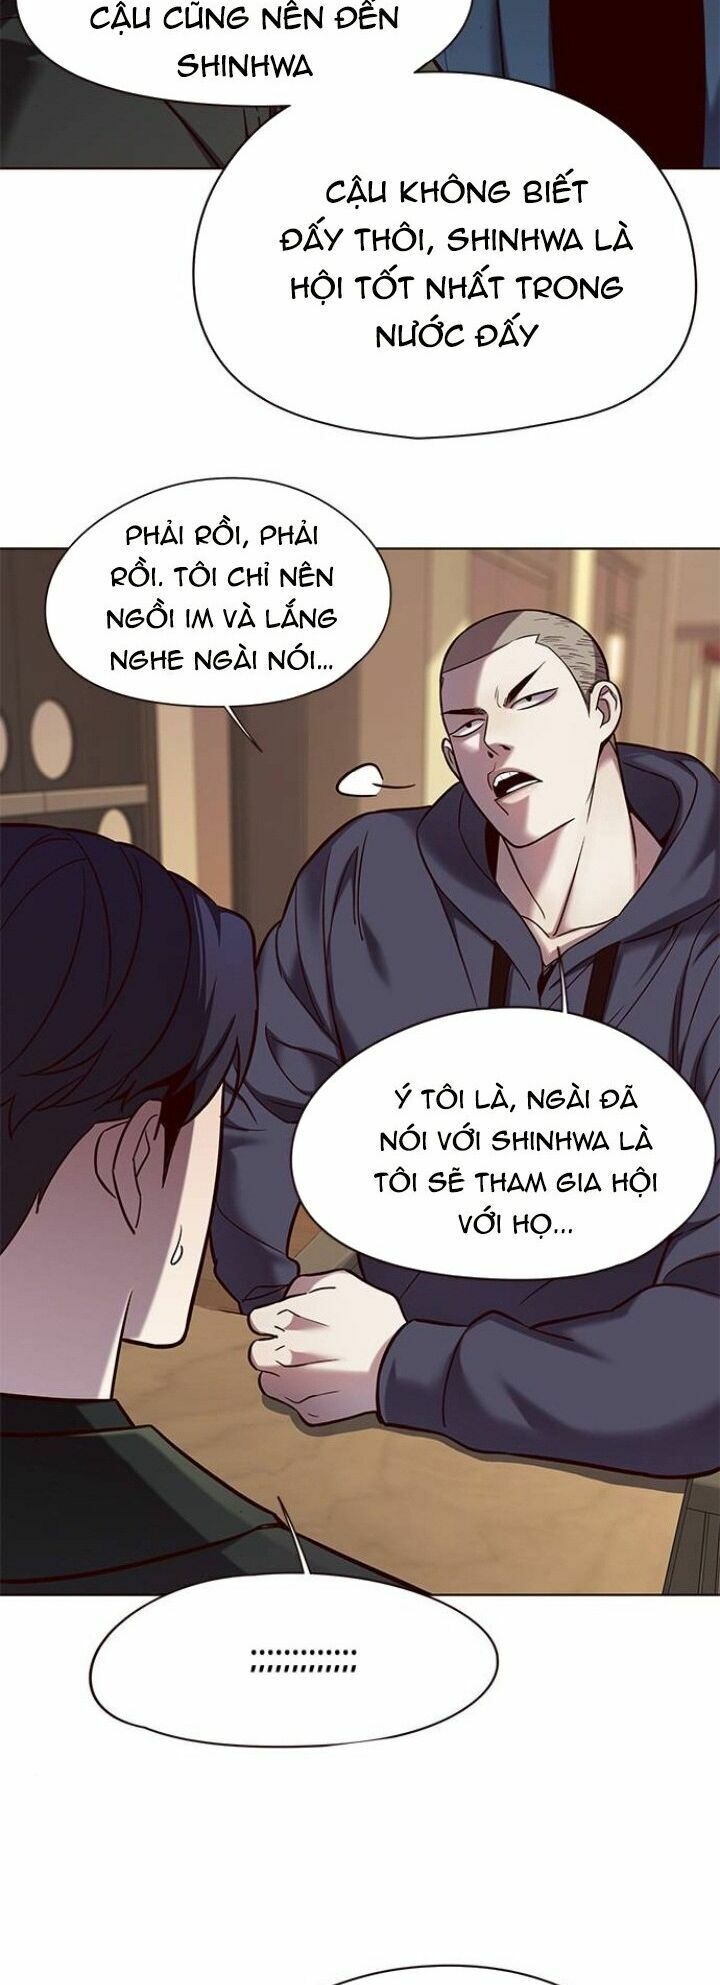 CẬU CŨNG NÊN ĐẾN
SHINHWA
CẬU KHÔNG BIẾT
ĐẤY THÔI, SHINHWA LÀ
HỘI TỐT NHẤT TRONG
NƯỚC ĐẤY
PHẢI RỒI, PHẢI
RỒI. TÔI CHỈ NÊN
NGỒI IM VÀ LẮNG
NGHE NGÀI NÓI...
Ý TÔI LÀ, NGÀI ĐÃ
NÓI VỚI SHINHWA LÀ
TÔI SẼ THAM GIA HỘI
VỚI HỌ...